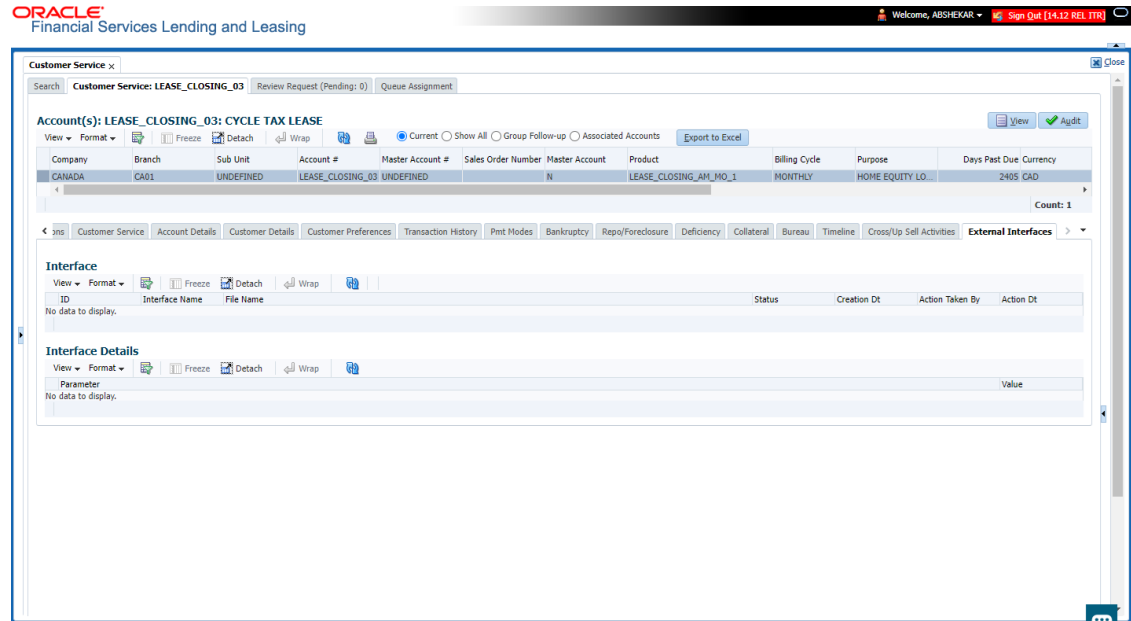 ORACLE
Financial Services Lending and Leasing
Welcome, ABSHEKAR
Sign Out [14.12 REL ITR]
Customer Service x
Close
Search Customer Service: LEASE_CLOSING_03 Review Request (Pending: 0) Queue Assignment
Account(s): LEASE_CLOSING_03: CYCLE TAX LEASE
View Audit
View Format Freeze Detach Wrap Current Show All Group Follow-up Associated Accounts Export to Excel
Company Branch Sub Unit Account # Master Account # Sales Order Number Master Account Product Billing Cycle Purpose Days Past Due Currency
CANADA CA01 UNDEFINED LEASE_CLOSING_03 UNDEFINED N LEASE_CLOSING_AM_MO_1 MONTHLY HOME EQUITY LO... 2405 CAD
Count: 1
ons Customer Service Account Details Customer Details Customer Preferences Transaction History Pmt Modes Bankruptcy Repo/Foreclosure Deficiency Collateral Bureau Timeline Cross/Up Sell Activities External Interfaces
Interface
View Format Freeze Detach Wrap
ID Interface Name File Name Status Creation Dt Action Taken By Action Dt
No data to display.
Interface Details
View Format Freeze Detach Wrap
Parameter Value
No data to display.